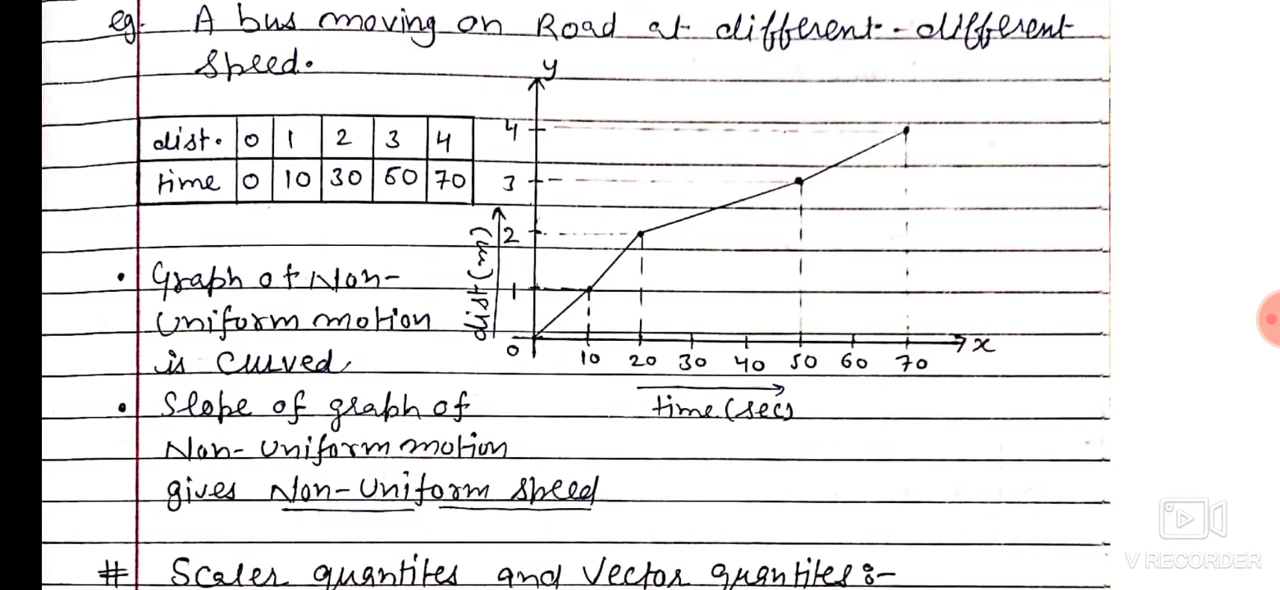 eg. A bus moving on Road at different-different
speed.
dist. 0 1 2 3 4
time 0 10 30 50 70
y
4
3
2
1
0
dist(m)
10 20 30 40 50 60 70
x
time (sec)
• Graph of Non-
Uniform motion
is curved
• Slope of graph of
Non-Uniform motion
gives Non-Uniform speed
# Scaler quantites and Vector quantites :-
V RECORDER